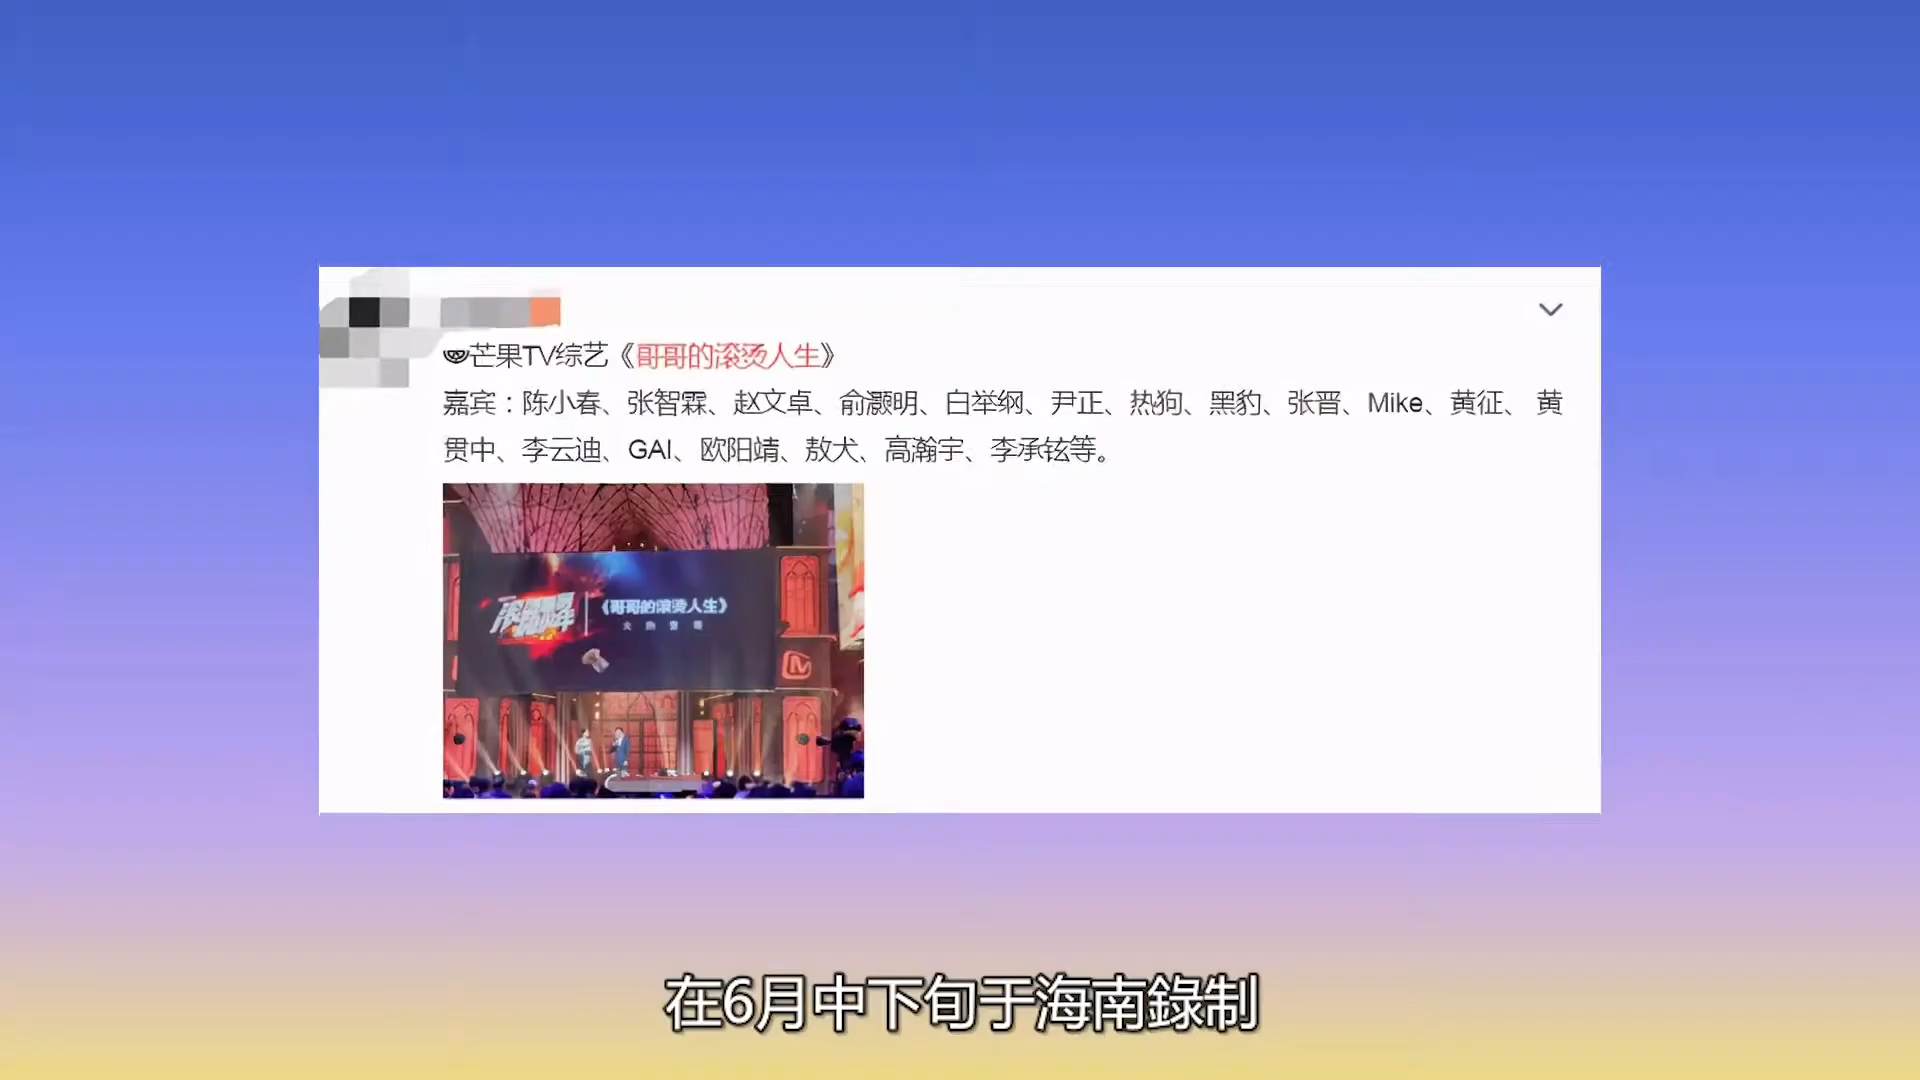 芒果TV综艺《哥哥的滚烫人生》
嘉宾：陈小春、张智霖、赵文卓、俞灏明、白举纲、尹正、热狗、黑豹、张晋、Mike、黄征、 黄
贯中、李云迪、GAI、欧阳靖、敖犬、高瀚宇、李承铉等。
《哥哥的滚烫人生》
在6月中下旬于海南錄制